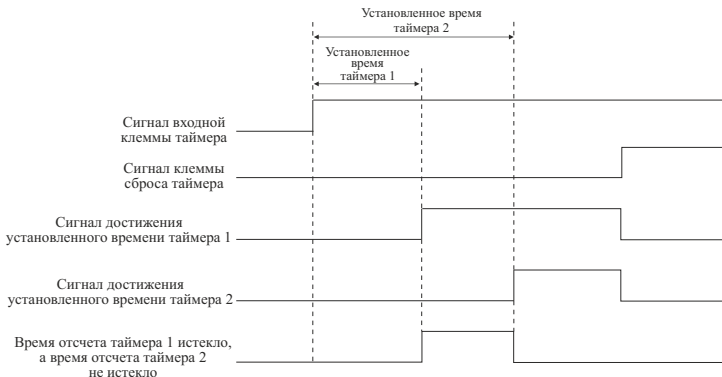 Установленное время
таймера 2
Установленное
время
таймера 1
Сигнал входной
клеммы таймера
Сигнал клеммы
сброса таймера
Сигнал достижения
установленного времени таймера 1
Сигнал достижения
установленного времени таймера 2
Время отсчета таймера 1 истекло,
а время отсчета таймера 2
не истекло